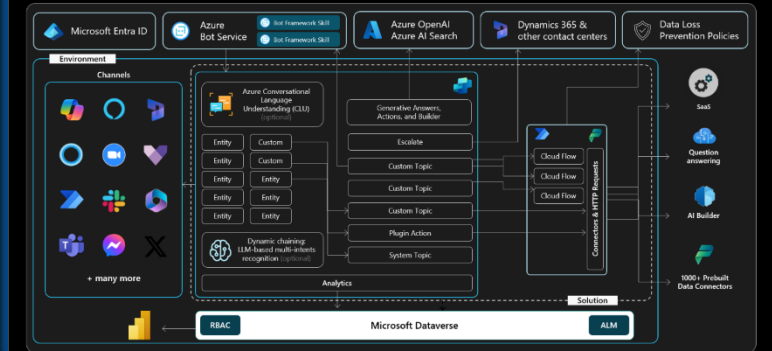 Microsoft Entra ID
Azure
Bot Service
Bot Framework Skill
Bot Framework Skill
Azure OpenAI
Azure AI Search
Dynamics 365 &
other contact centers
Data Loss
Prevention Policies
Environment
Channels
+ many more
Azure Conversational
Language
Understanding (CLU)
(optional)
Entity
Custom
Entity
Custom
Entity
Entity
Entity
Entity
Entity
Entity
Dynamic chaining:
LLM-based multi-intents
recognition (optional)
Generative Answers,
Actions, and Builder
Escalate
Custom Topic
Custom Topic
Custom Topic
Plugin Action
System Topic
Analytics
Cloud Flow
Cloud Flow
Cloud Flow
Connectors & HTTP Requests
Solution
SaaS
Question
answering
AI Builder
1000+ Prebuilt
Data Connectors
RBAC
Microsoft Dataverse
ALM